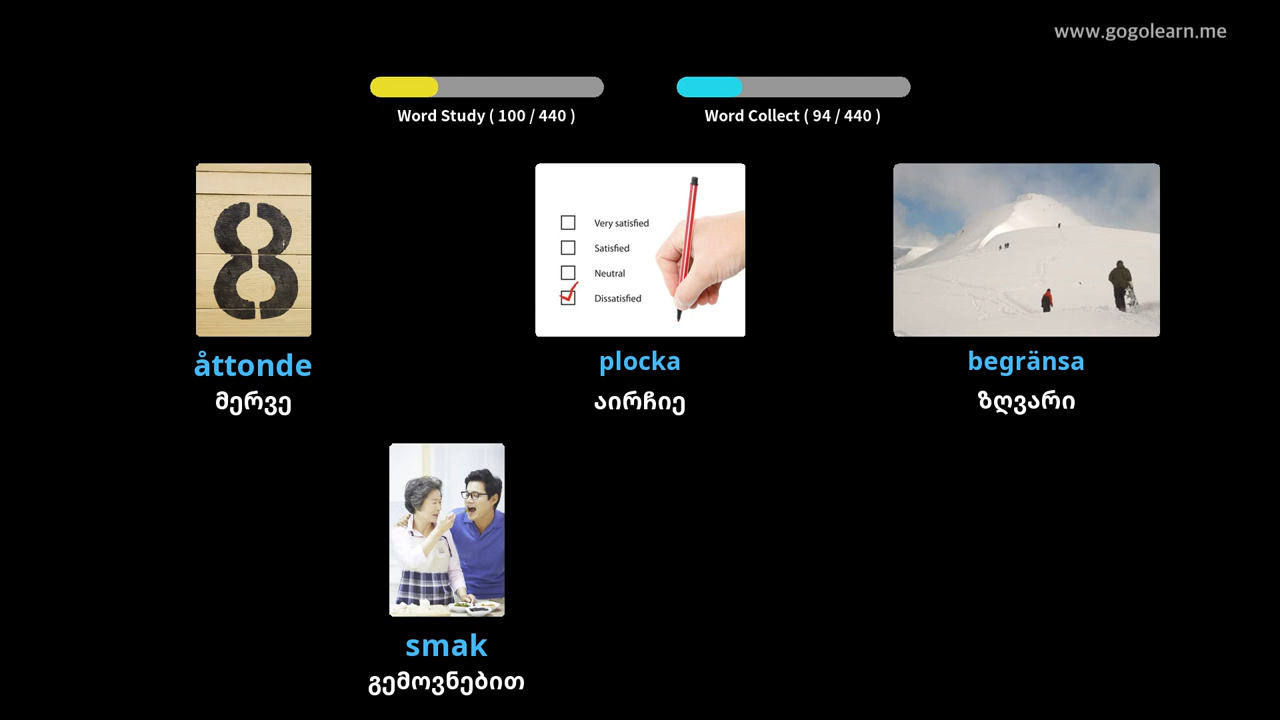 www.gogolearn.me
Word Study ( 100 / 440 )
Word Collect ( 94 / 440 )
8
Very satisfied
Satisfied
Neutral
Dissatisfied
åttonde
plocka
begränsa
მერვე
აირჩიე
ზღვარი
smak
გემოვნებით